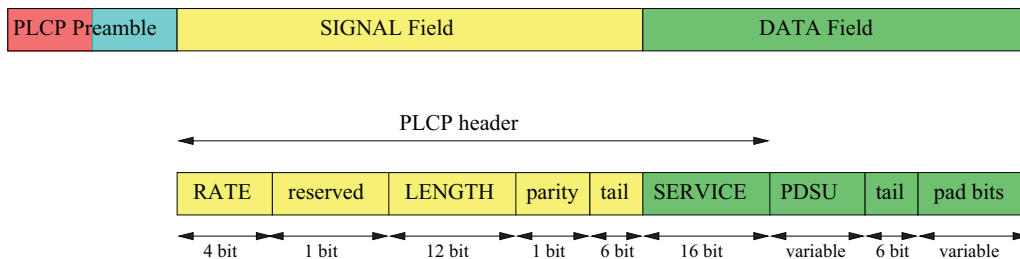 PLCP Preamble SIGNAL Field DATA Field
PLCP header
RATE reserved LENGTH parity tail SERVICE PDSU tail pad bits
4 bit 1 bit 12 bit 1 bit 6 bit 16 bit variable 6 bit variable